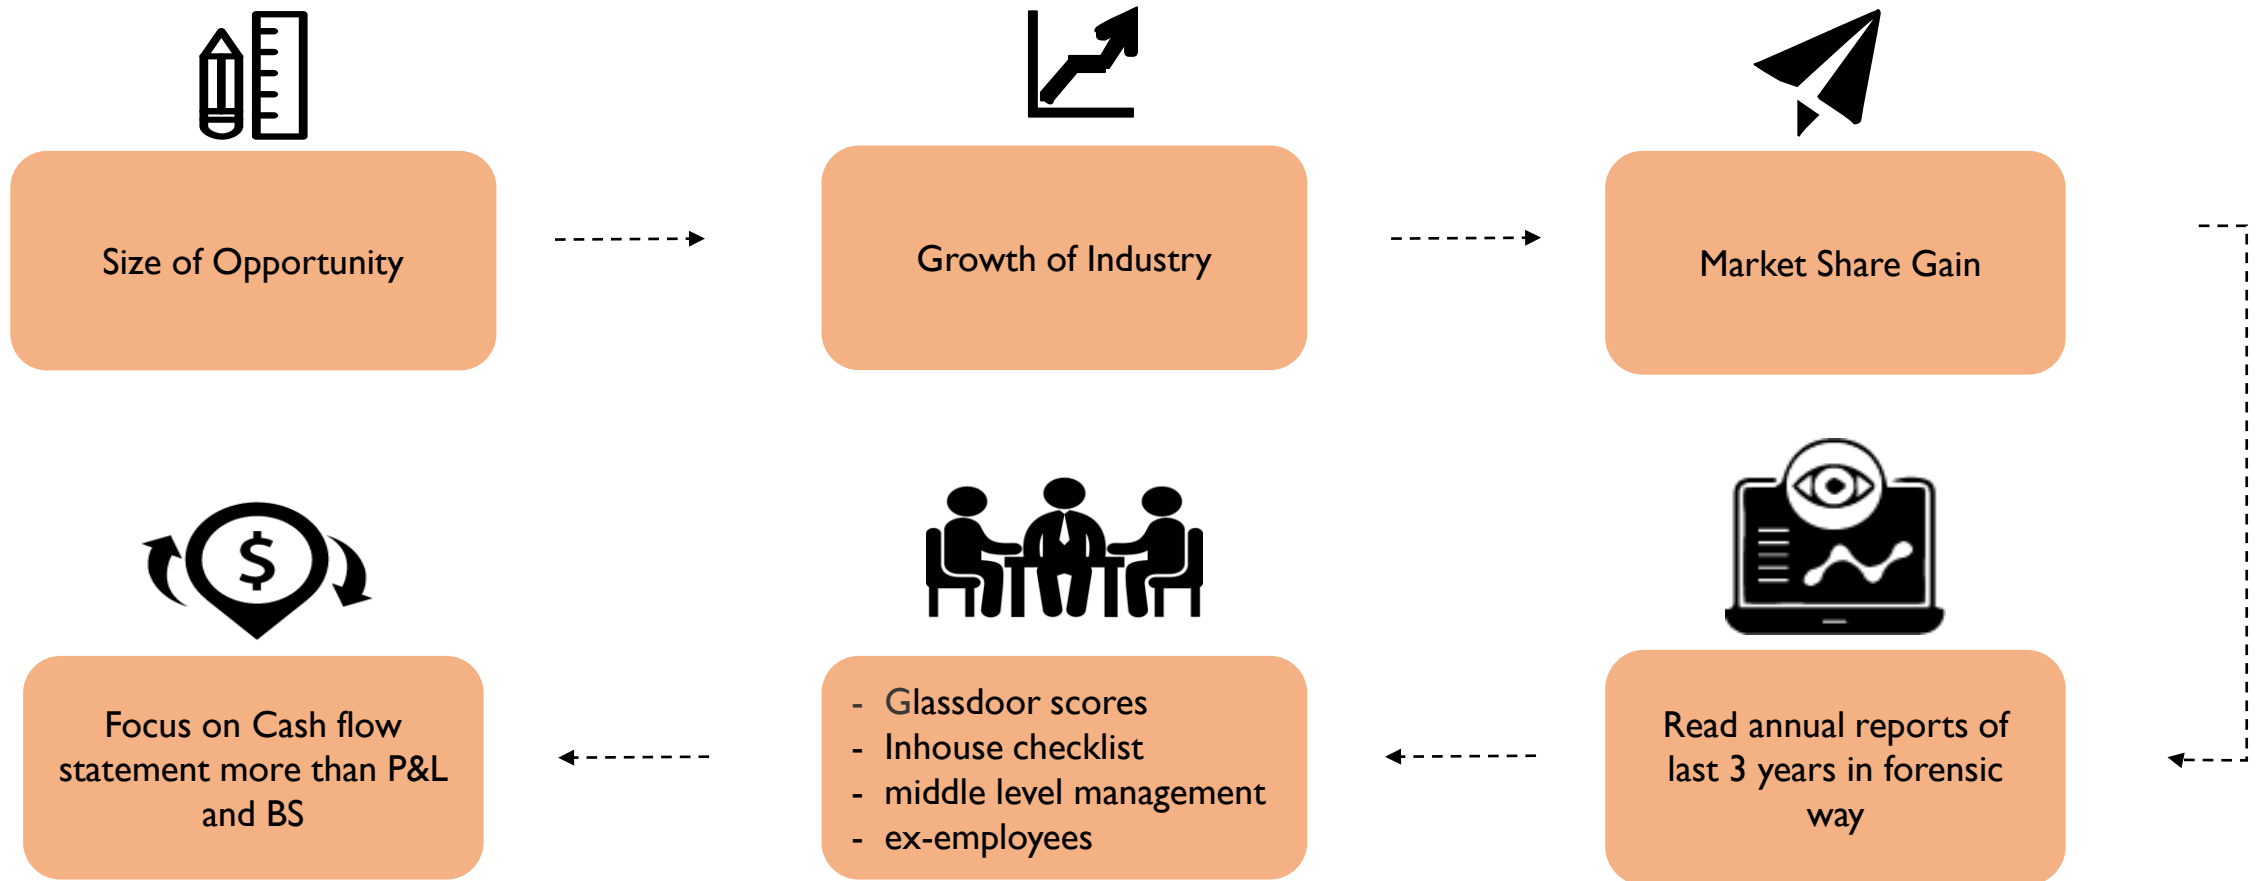 Size of Opportunity
Growth of Industry
Market Share Gain
$
Read annual reports of
last 3 years in forensic
way
- Glassdoor scores
- Inhouse checklist
- middle level management
- ex-employees
Focus on Cash flow
statement more than P&L
and BS